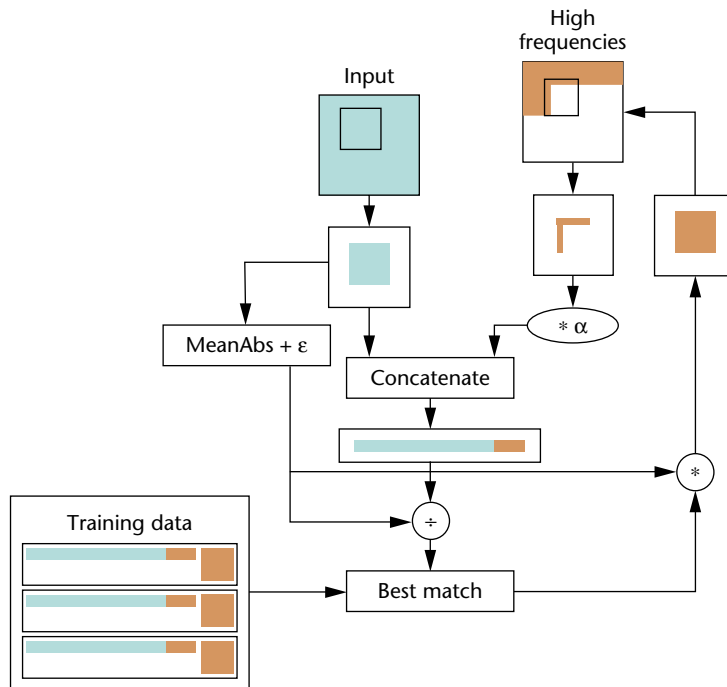 High
frequencies
Input
MeanAbs + ε
* α
Concatenate
*
Training data
÷
Best match